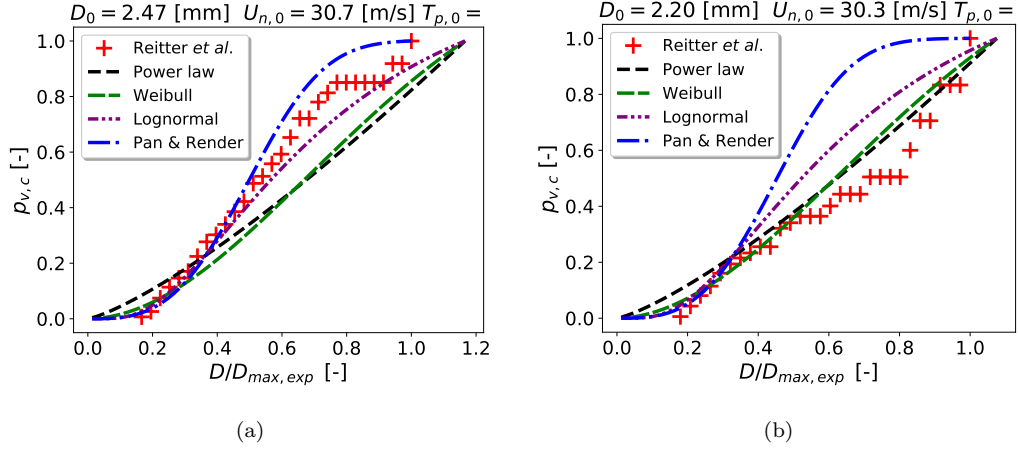 D_0 = 2.47 [mm] U_{n,0} = 30.7 [m/s] T_{p,0} =
1.0
0.8
0.6
0.4
0.2
0.0
p_{v,c} [-]
Reitter et al.
Power law
Weibull
Lognormal
Pan & Render
0.0 0.2 0.4 0.6 0.8 1.0 1.2
D/D_{max,exp} [-]
(a)
D_0 = 2.20 [mm] U_{n,0} = 30.3 [m/s] T_{p,0} =
1.0
0.8
0.6
0.4
0.2
0.0
p_{v,c} [-]
Reitter et al.
Power law
Weibull
Lognormal
Pan & Render
0.0 0.2 0.4 0.6 0.8 1.0
D/D_{max,exp} [-]
(b)